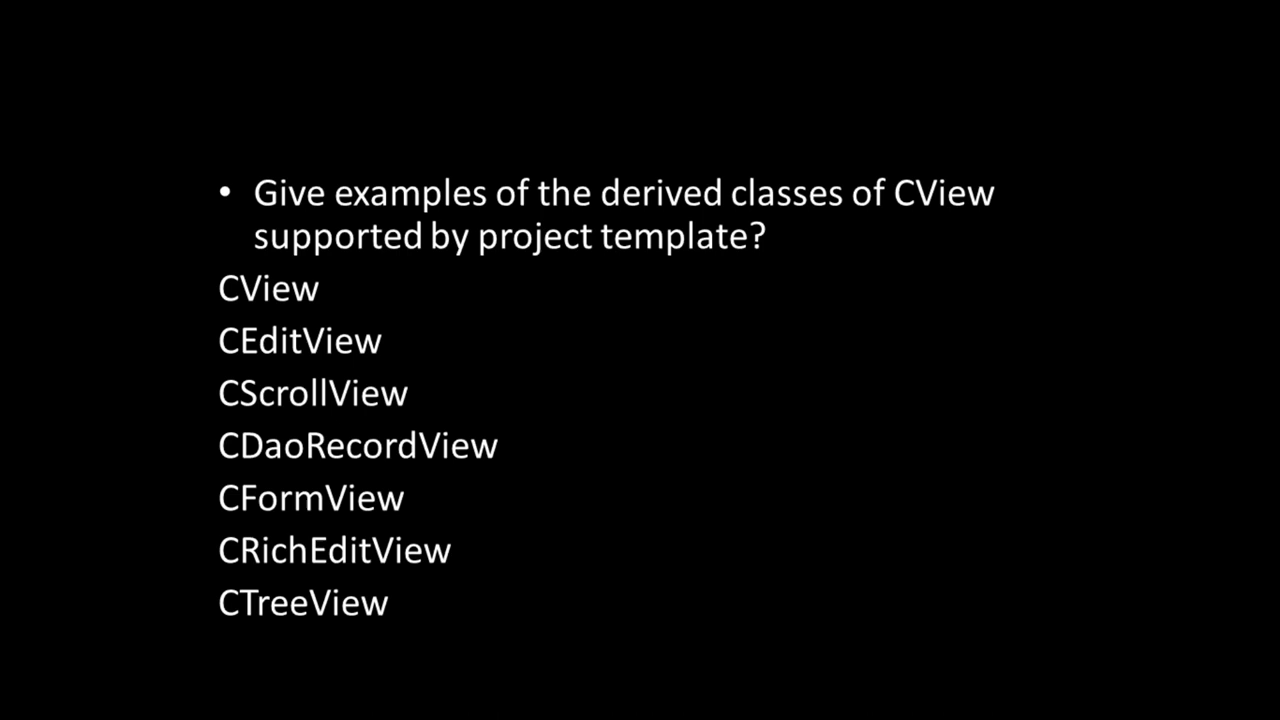 • Give examples of the derived classes of CView
supported by project template?
CView
CEditView
CScrollView
CDaoRecordView
CFormView
CRichEditView
CTreeView